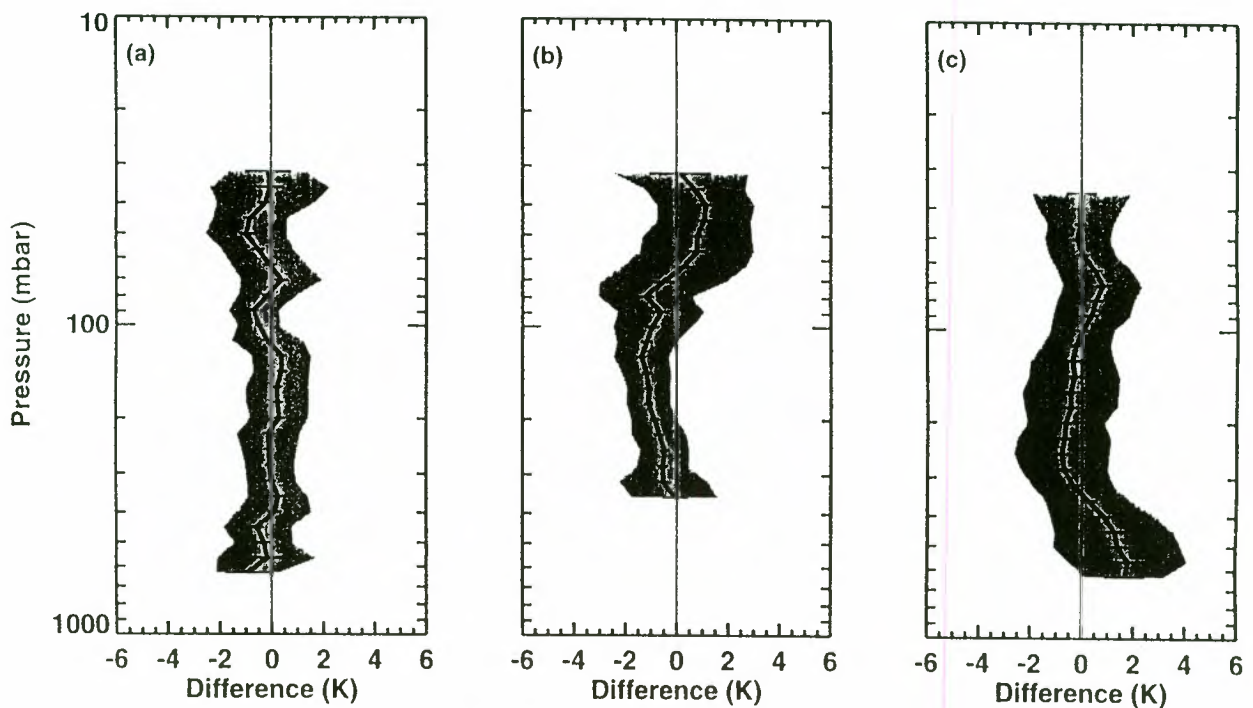 (a)
(b)
(c)
10
100
1000
Pressure (mbar)
-6 -4 -2 0 2 4 6
-6 -4 -2 0 2 4 6
-6 -4 -2 0 2 4 6
Difference (K)
Difference (K)
Difference (K)